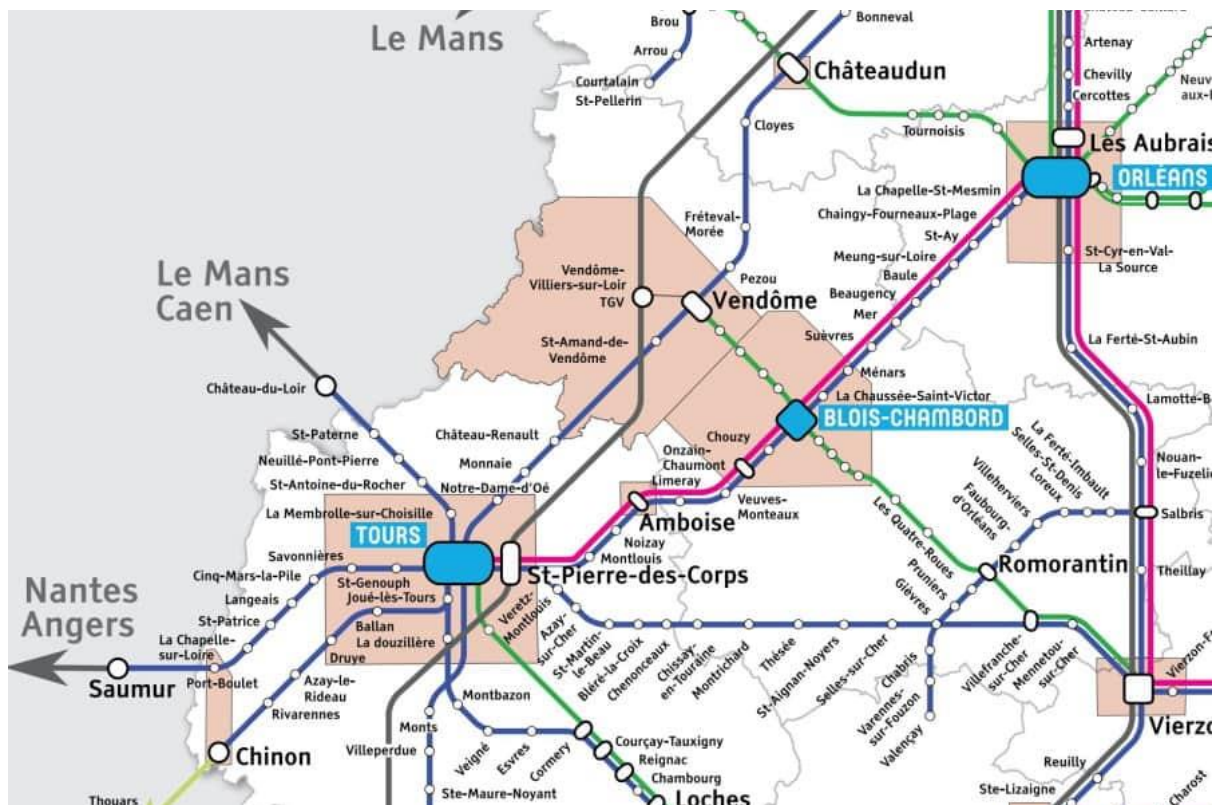 Le Mans
Brou
Arrou
Courtalain
St-Pellerin
Bonneval
Châteaudun
Cloyes
Tournoisis
Artenay
Chevilly
Cercottes
Les Aubrais
ORLÉANS
La Chapelle-St-Mesmin
Chaingy-Fourneaux-Plage
St-Ay
Meung-sur-Loire
Baule
Beaugency
Mer
Suèvres
Ménars
La Chaussée-Saint-Victor
BLOIS-CHAMBORD
St-Cyr-en-Val-
La Source
La Ferté-St-Aubin
Lamotte-B
Nouan-
le-Fuzelie
Salbris
Theillay
Fréteval-
Morée
Pezou
Vendôme-
Villiers-sur-Loir
TGV
Vendôme
St-Amand-de-
Vendôme
Le Mans
Caen
Château-du-Loir
St-Paterne
Neuillé-Pont-Pierre
St-Antoine-du-Rocher
La Membrolle-sur-Choisille
Château-Renault
Monnaie
Notre-Dame-d'Oé
Chouzy
Onzain-
Chaumont
Limeray
Veuves-
Monteaux
Amboise
Noizay
Montlouis
TOURS
St-Pierre-des-Corps
Savonnières
Cinq-Mars-la-Pile
Langeais
St-Patrice
La Chapelle-
sur-Loire
Port-Boulet
Nantes
Angers
Saumur
St-Genouph
Joué-lès-Tours
Ballan
La douzillère
Druye
Azay-le-
Rideau
Rivarennes
Chinon
Thouars
Veretz-
Montlouis
Azay-
sur-Cher
St-Martin-
le-Beau
Bléré-la-Croix
Chenonceaux
Chissay-
en-Touraine
Montrichard
Thésée
St-Aignan-Noyers
Selles-sur-Cher
Chabris
Varennes-
sur-Fouzon
Valençay
Gièvres
Pruniers
Les Quatre-Roues
Romorantin
Faubourg-
d'Orléans
Villeherviers
Loreux
Selles-St-Denis
La Ferté-Imbault
Villefranche-
sur-Cher
Mennetou-
sur-Cher
Vierzon-F
Vierzo
Reuilly
Ste-Lizaigne
Charost
Montbazon
Monts
Villeperdue
Ste-Maure-Noyant
Veigné
Esvres
Cormery
Courçay-Tauxigny
Reignac
Chambourg
Loches